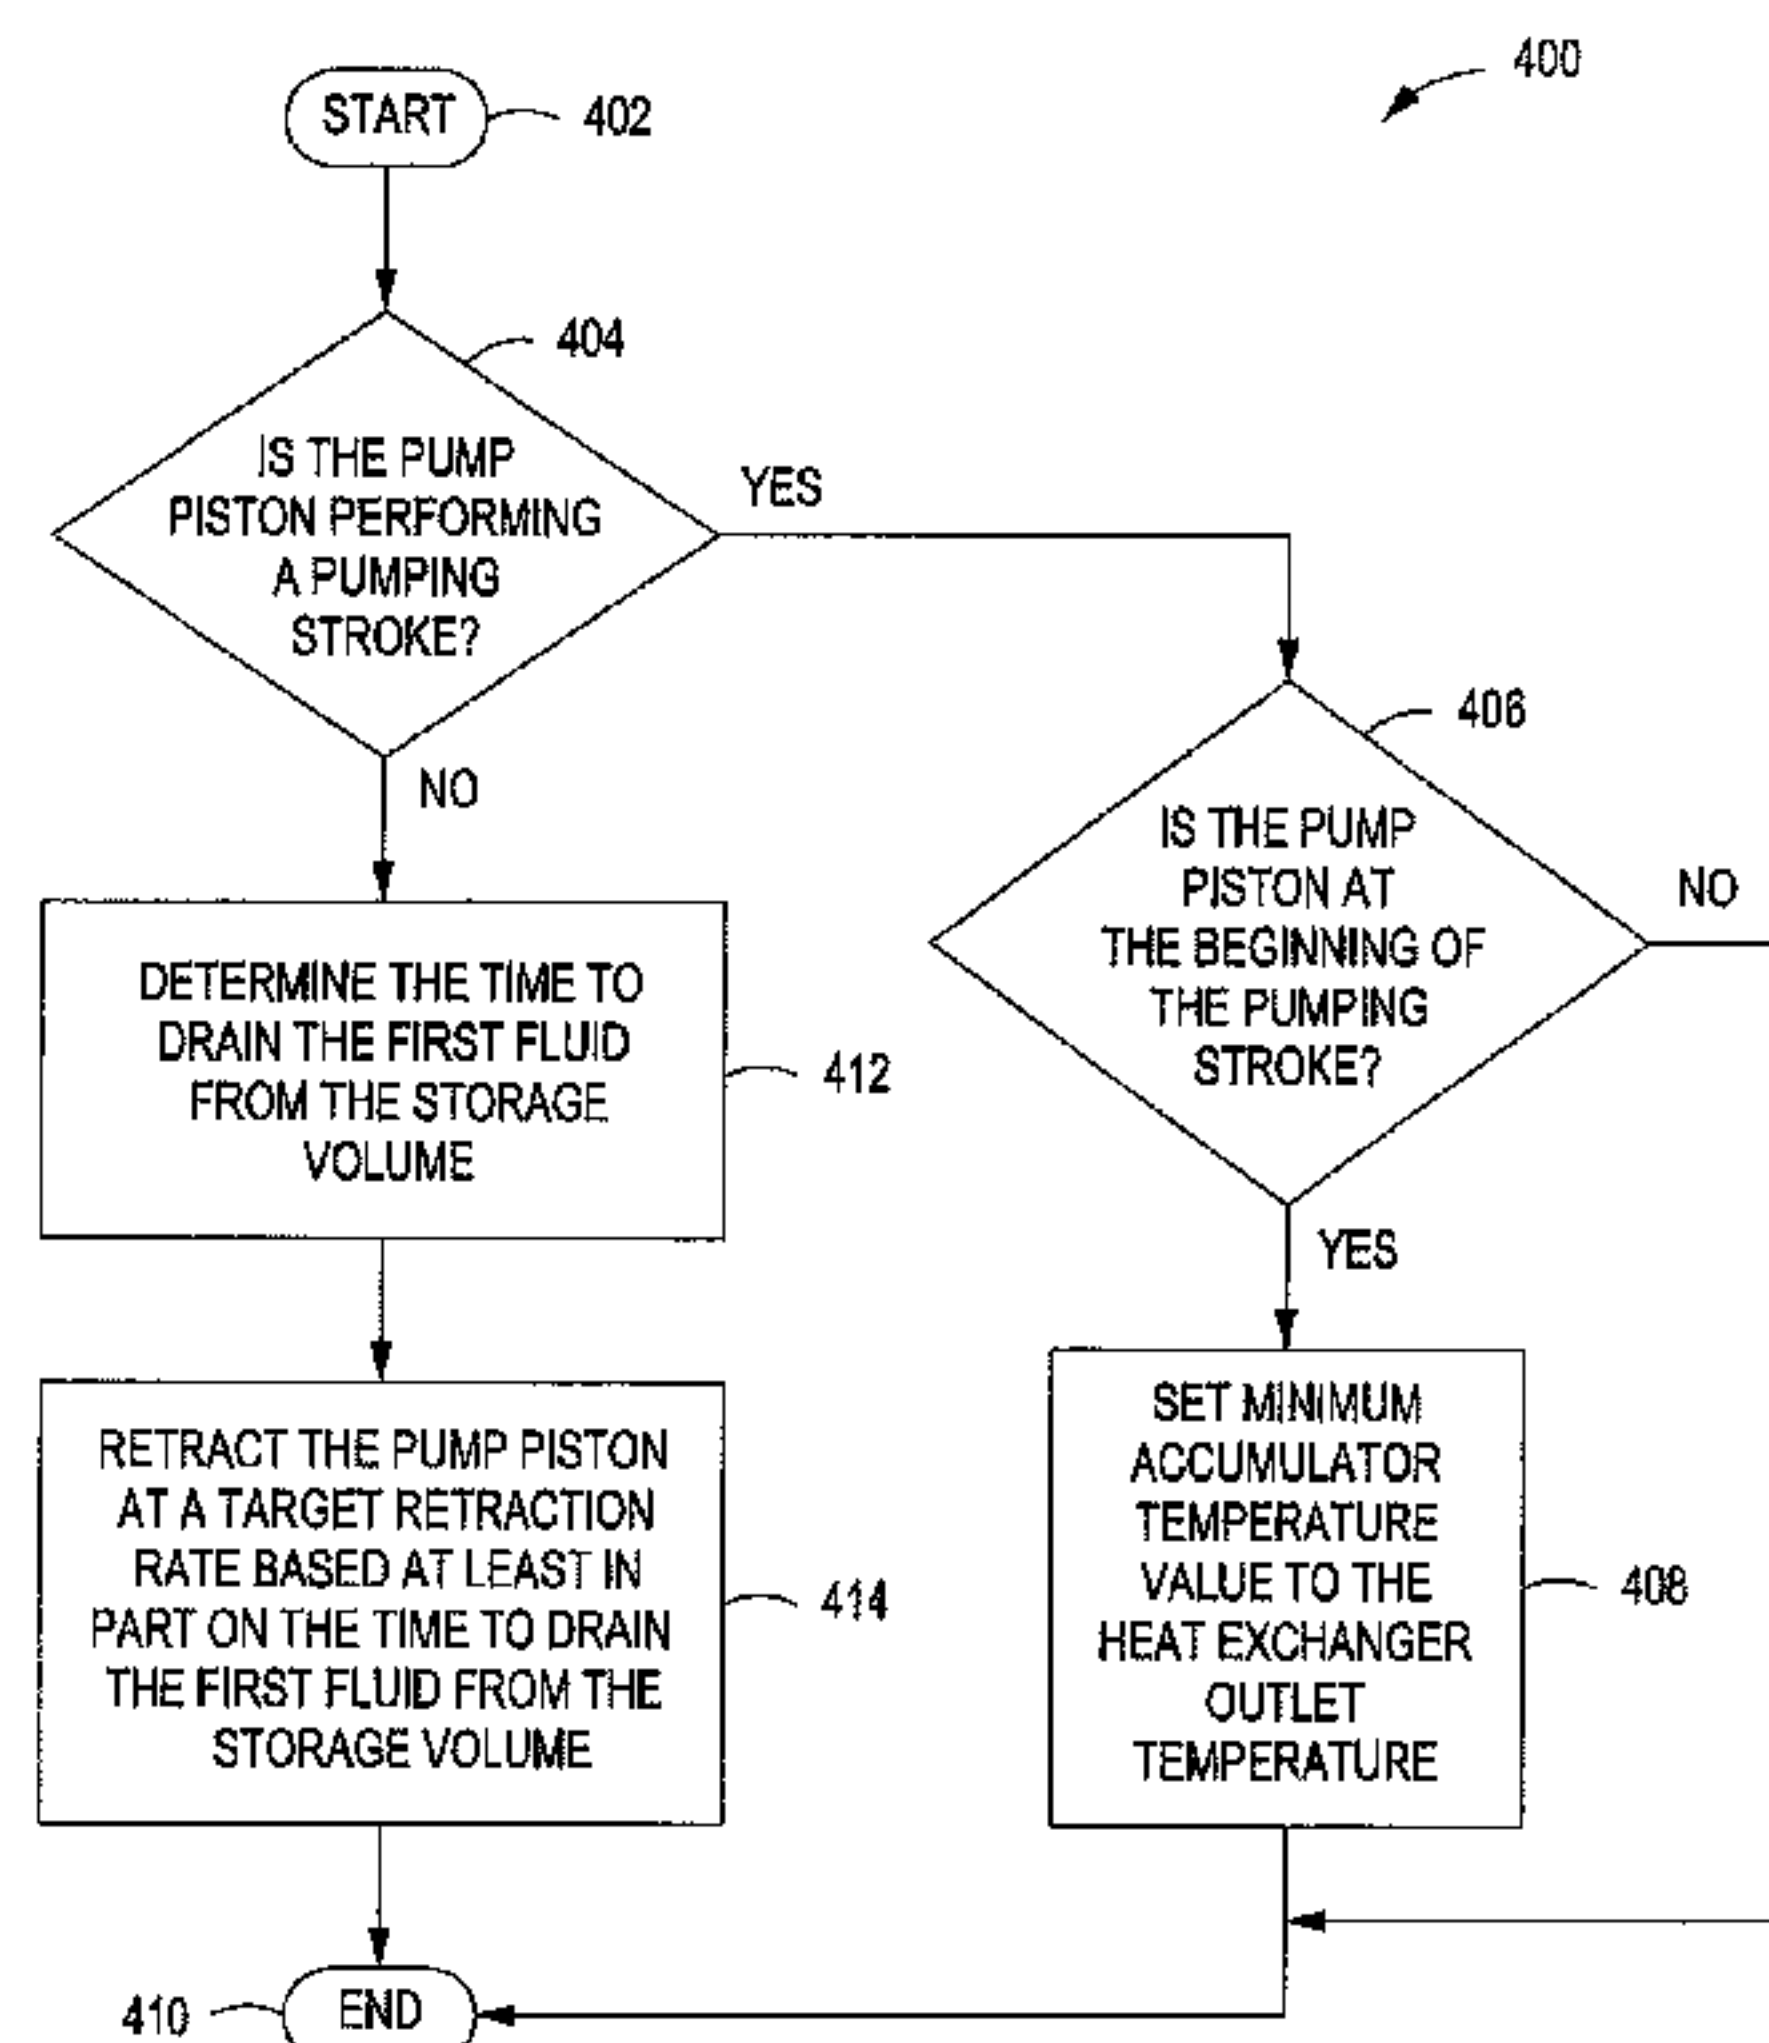 400
START
402
404
IS THE PUMP
PISTON PERFORMING
A PUMPING
STROKE?
YES
NO
406
IS THE PUMP
PISTON AT
THE BEGINNING OF
THE PUMPING
STROKE?
NO
YES
DETERMINE THE TIME TO
DRAIN THE FIRST FLUID
FROM THE STORAGE
VOLUME
412
RETRACT THE PUMP PISTON
AT A TARGET RETRACTION
RATE BASED AT LEAST IN
PART ON THE TIME TO DRAIN
THE FIRST FLUID FROM THE
STORAGE VOLUME
414
SET MINIMUM
ACCUMULATOR
TEMPERATURE
VALUE TO THE
HEAT EXCHANGER
OUTLET
TEMPERATURE
408
410
END